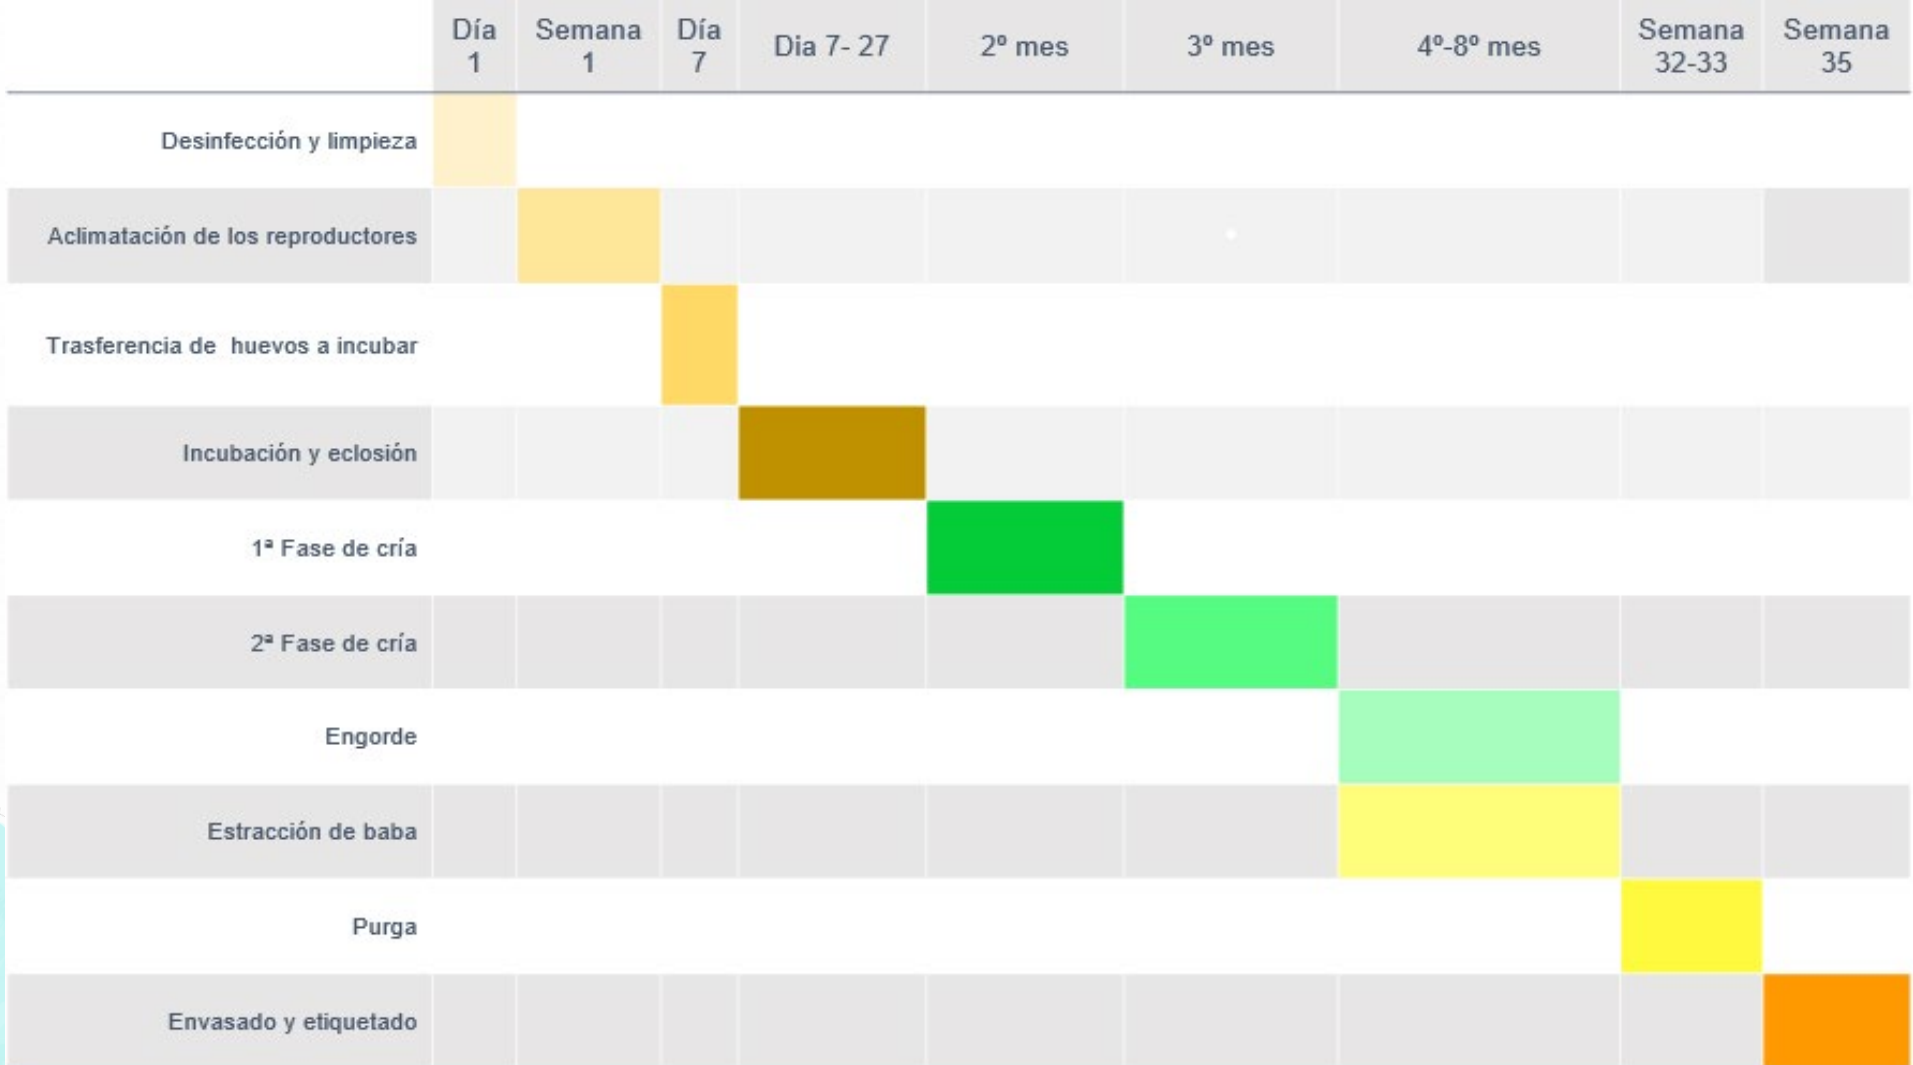 Día
1
Semana
1
Día
7
Dia 7- 27
2º mes
3º mes
4º-8º mes
Semana
32-33
Semana
35
Desinfección y limpieza
Aclimatación de los reproductores
Trasferencia de  huevos a incubar
Incubación y eclosión
1ª Fase de cría
2ª Fase de cría
Engorde
Estracción de baba
Purga
Envasado y etiquetado